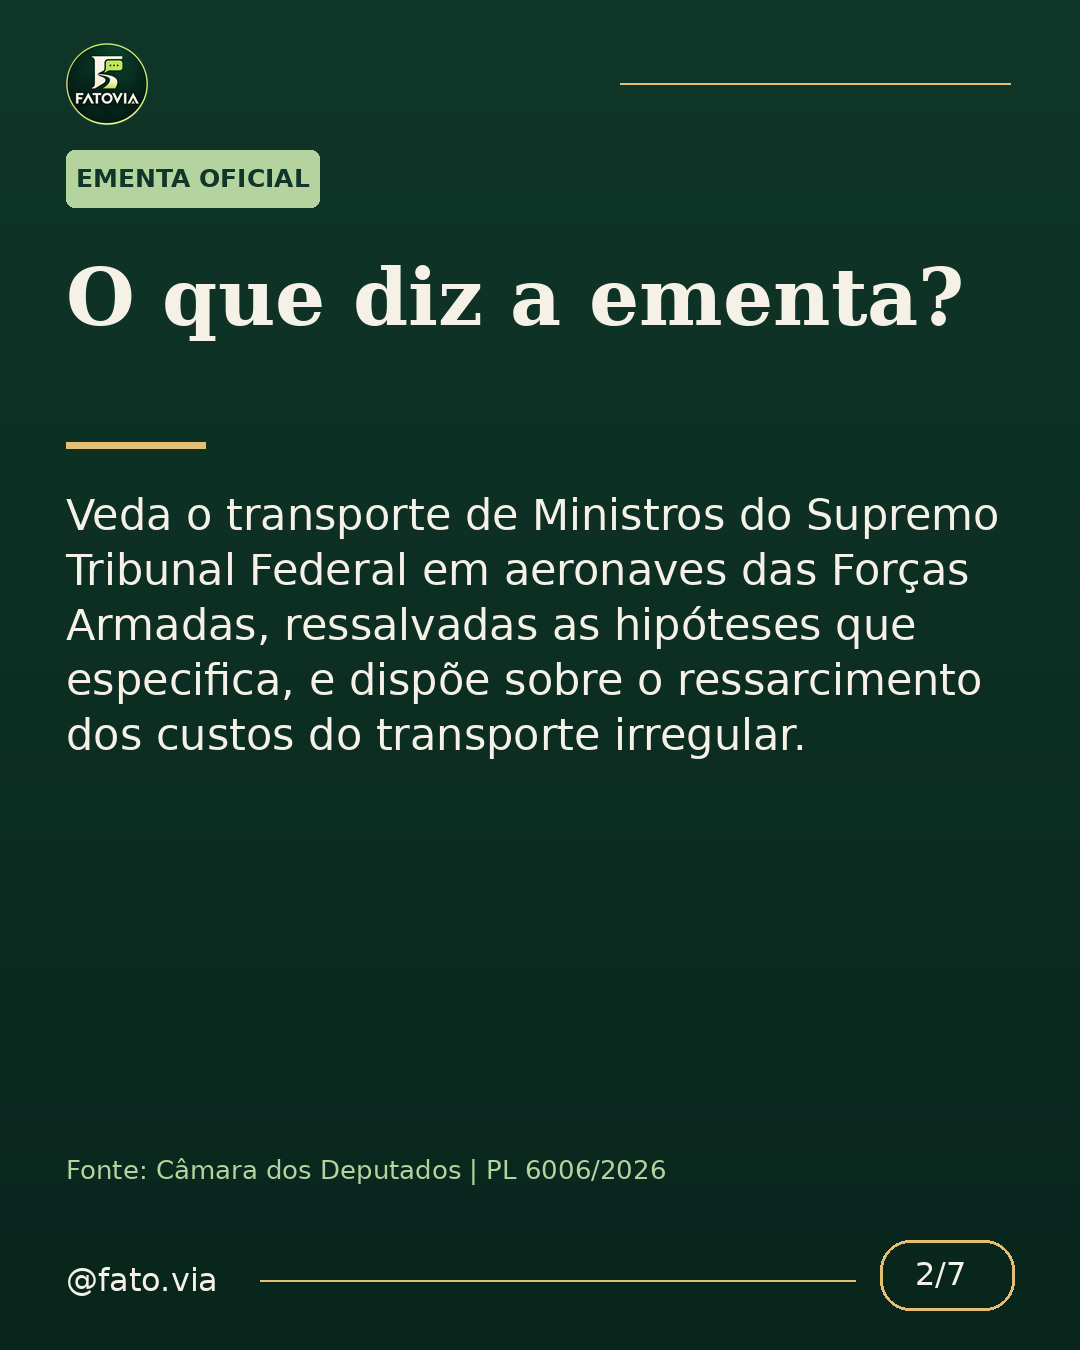 FATOVIA
EMENTA OFICIAL
O que diz a ementa?
Veda o transporte de Ministros do Supremo
Tribunal Federal em aeronaves das Forças
Armadas, ressalvadas as hipóteses que
especifica, e dispõe sobre o ressarcimento
dos custos do transporte irregular.
Fonte: Câmara dos Deputados | PL 6006/2026
@fato.via
2/7